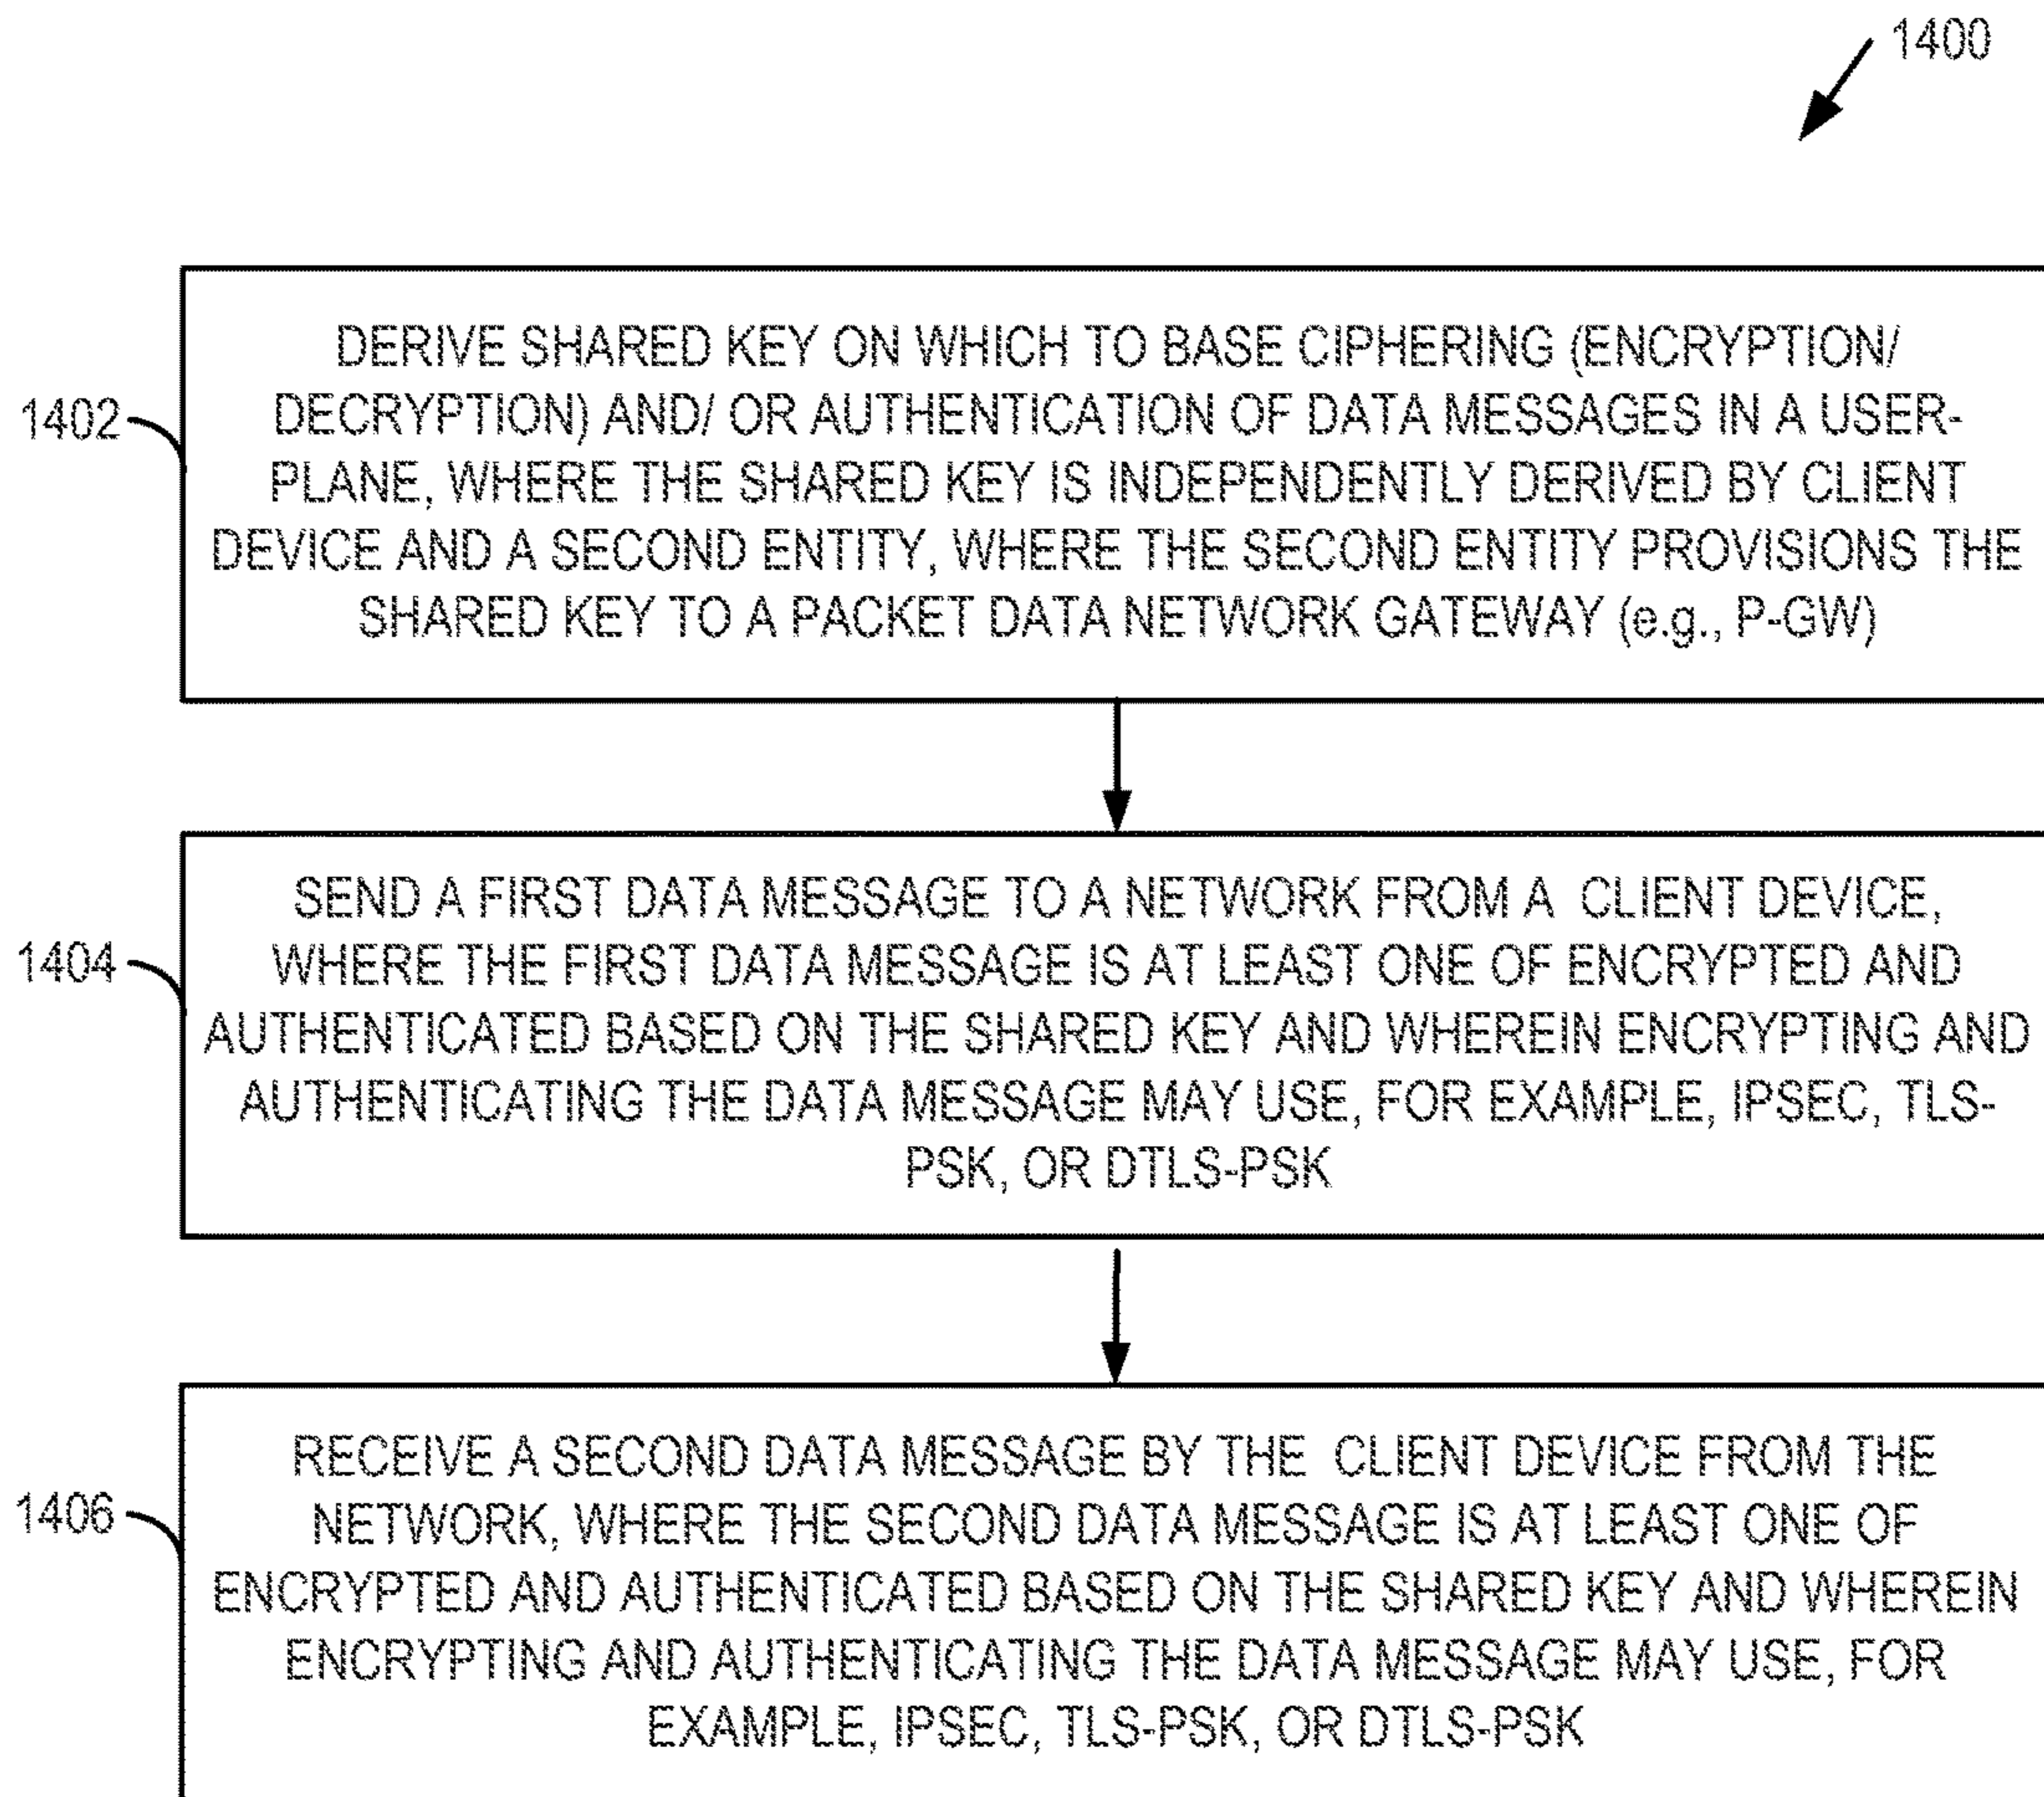 1400
1402
DERIVE SHARED KEY ON WHICH TO BASE CIPHERING (ENCRYPTION/
DECRYPTION) AND/ OR AUTHENTICATION OF DATA MESSAGES IN A USER-
PLANE, WHERE THE SHARED KEY IS INDEPENDENTLY DERIVED BY CLIENT
DEVICE AND A SECOND ENTITY, WHERE THE SECOND ENTITY PROVISIONS THE
SHARED KEY TO A PACKET DATA NETWORK GATEWAY (e.g., P-GW)
1404
SEND A FIRST DATA MESSAGE TO A NETWORK FROM A CLIENT DEVICE,
WHERE THE FIRST DATA MESSAGE IS AT LEAST ONE OF ENCRYPTED AND
AUTHENTICATED BASED ON THE SHARED KEY AND WHEREIN ENCRYPTING AND
AUTHENTICATING THE DATA MESSAGE MAY USE, FOR EXAMPLE, IPSEC, TLS-
PSK, OR DTLS-PSK
1406
RECEIVE A SECOND DATA MESSAGE BY THE CLIENT DEVICE FROM THE
NETWORK, WHERE THE SECOND DATA MESSAGE IS AT LEAST ONE OF
ENCRYPTED AND AUTHENTICATED BASED ON THE SHARED KEY AND WHEREIN
ENCRYPTING AND AUTHENTICATING THE DATA MESSAGE MAY USE, FOR
EXAMPLE, IPSEC, TLS-PSK, OR DTLS-PSK